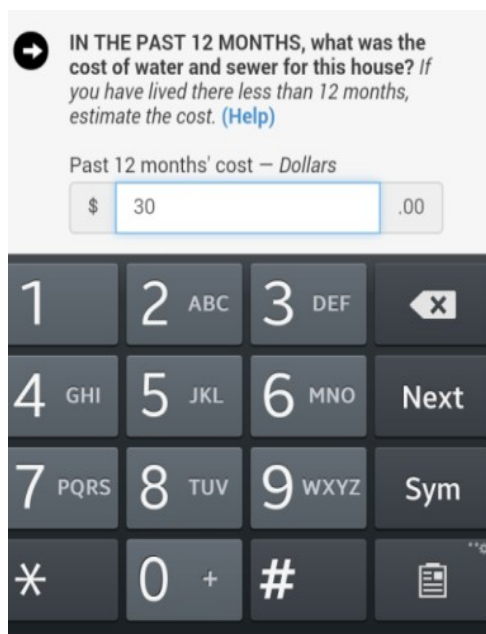 IN THE PAST 12 MONTHS, what was the
cost of water and sewer for this house? If
you have lived there less than 12 months,
estimate the cost. (Help)
Past 12 months' cost — Dollars
$ 30 .00
1 2 ABC 3 DEF
4 GHI 5 JKL 6 MNO Next
7 PQRS 8 TUV 9 WXYZ Sym
* 0 + #